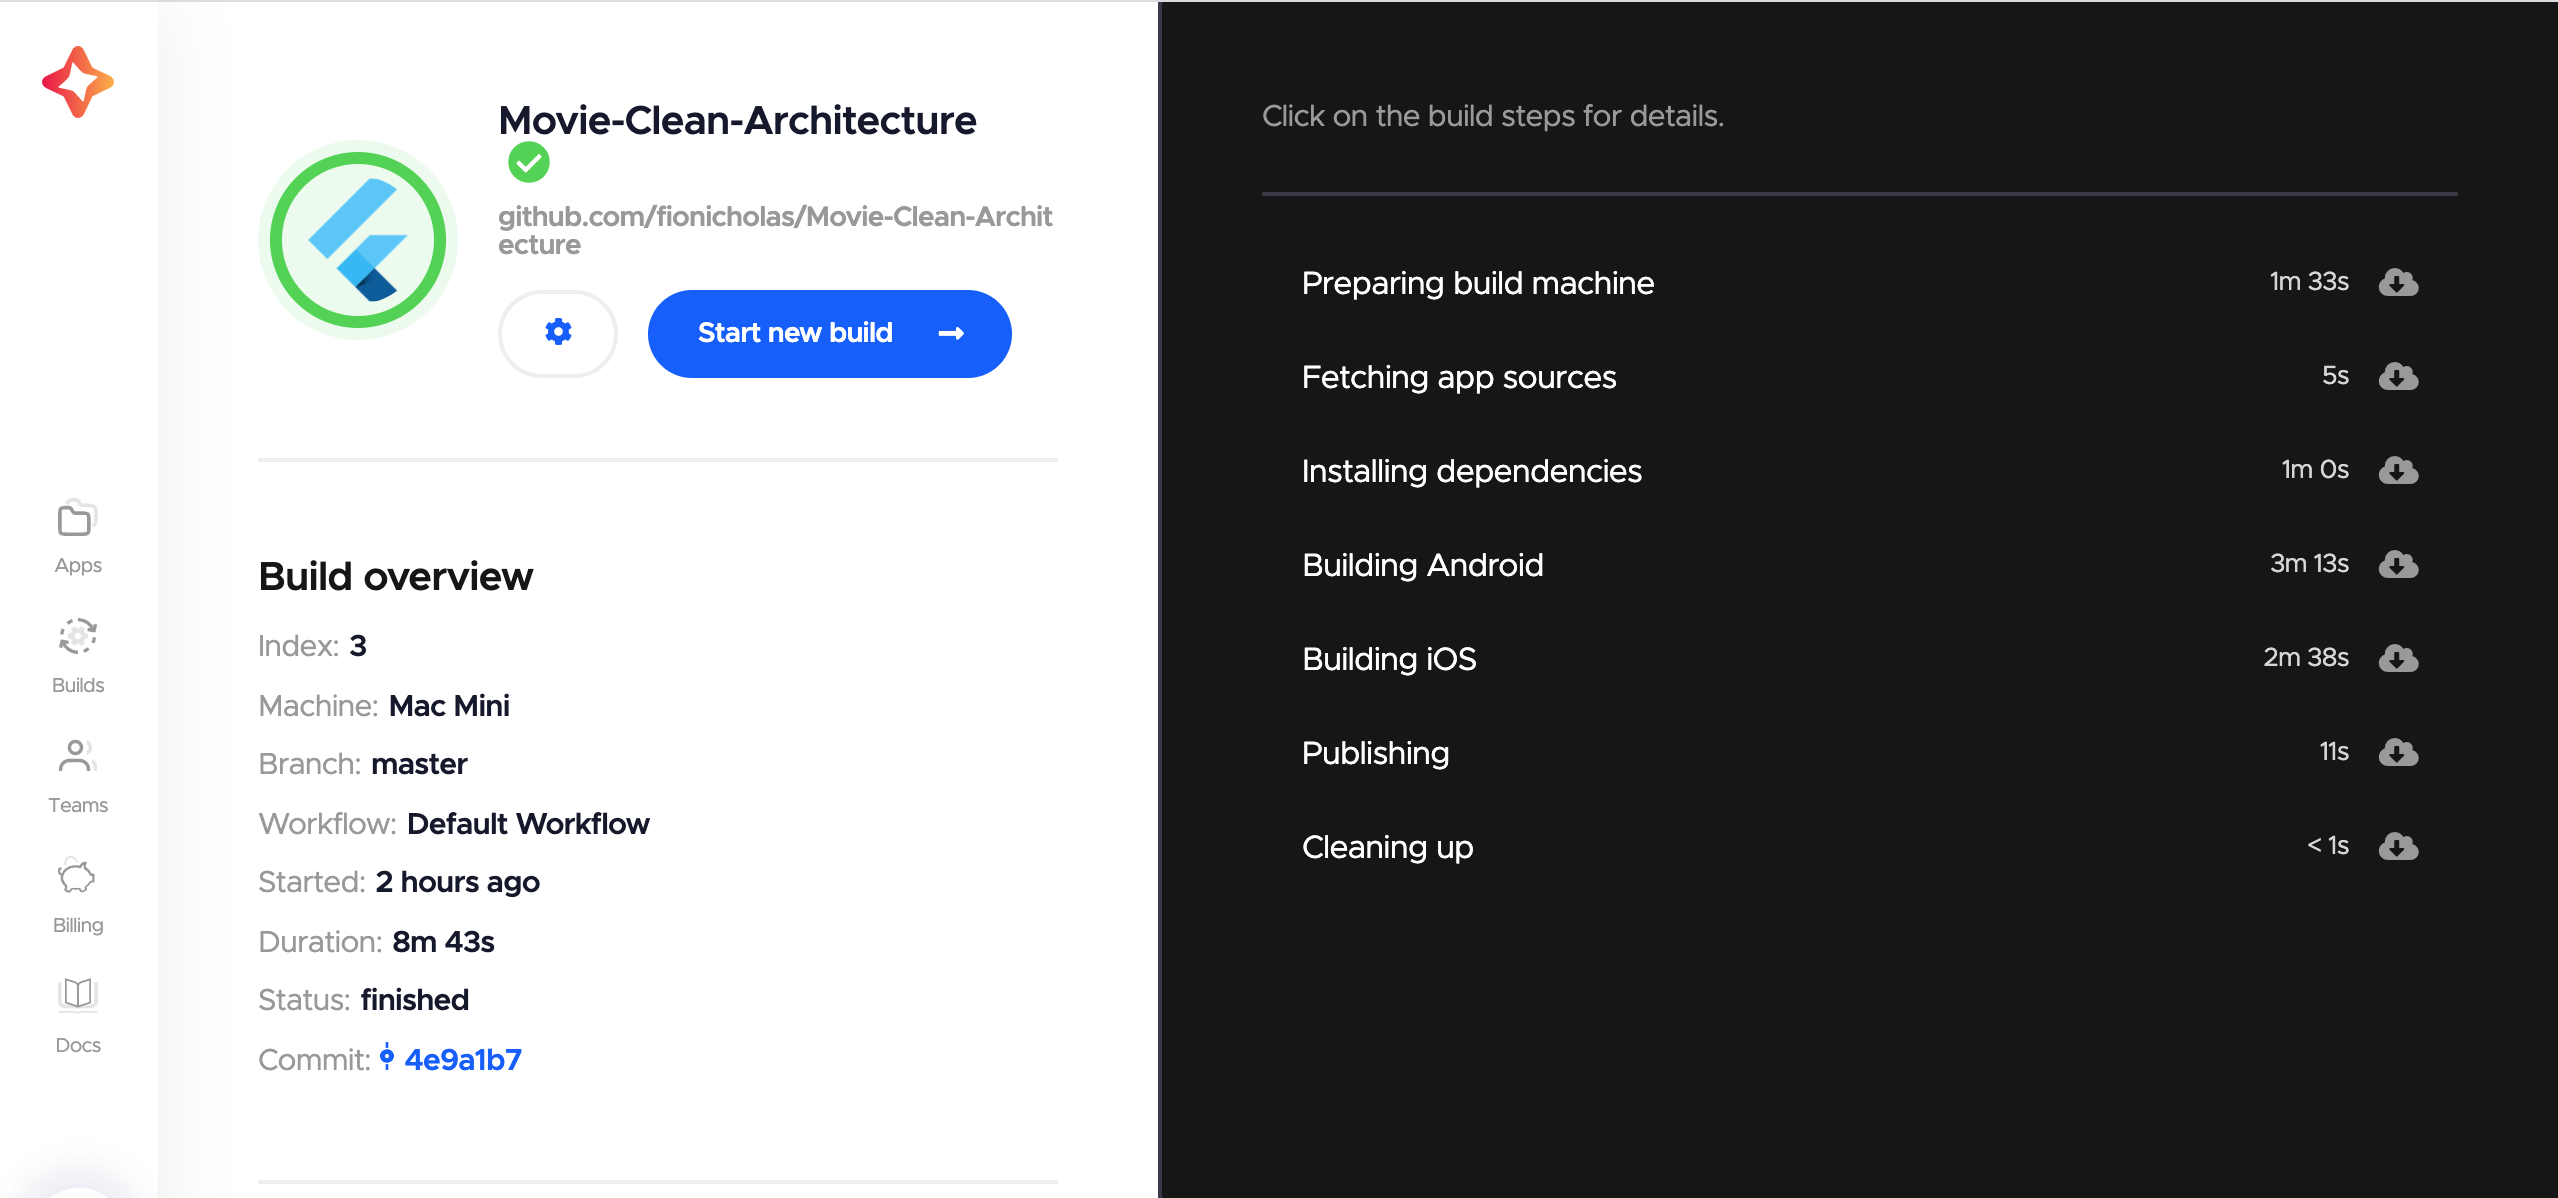 Movie-Clean-Architecture
github.com/fionicholas/Movie-Clean-Archit
ecture
Start new build
Apps
Builds
Teams
Billing
Docs
Build overview
Index: 3
Machine: Mac Mini
Branch: master
Workflow: Default Workflow
Started: 2 hours ago
Duration: 8m 43s
Status: finished
Commit: 4e9a1b7
Click on the build steps for details.
Preparing build machine 1m 33s
Fetching app sources 5s
Installing dependencies 1m 0s
Building Android 3m 13s
Building iOS 2m 38s
Publishing 11s
Cleaning up < 1s